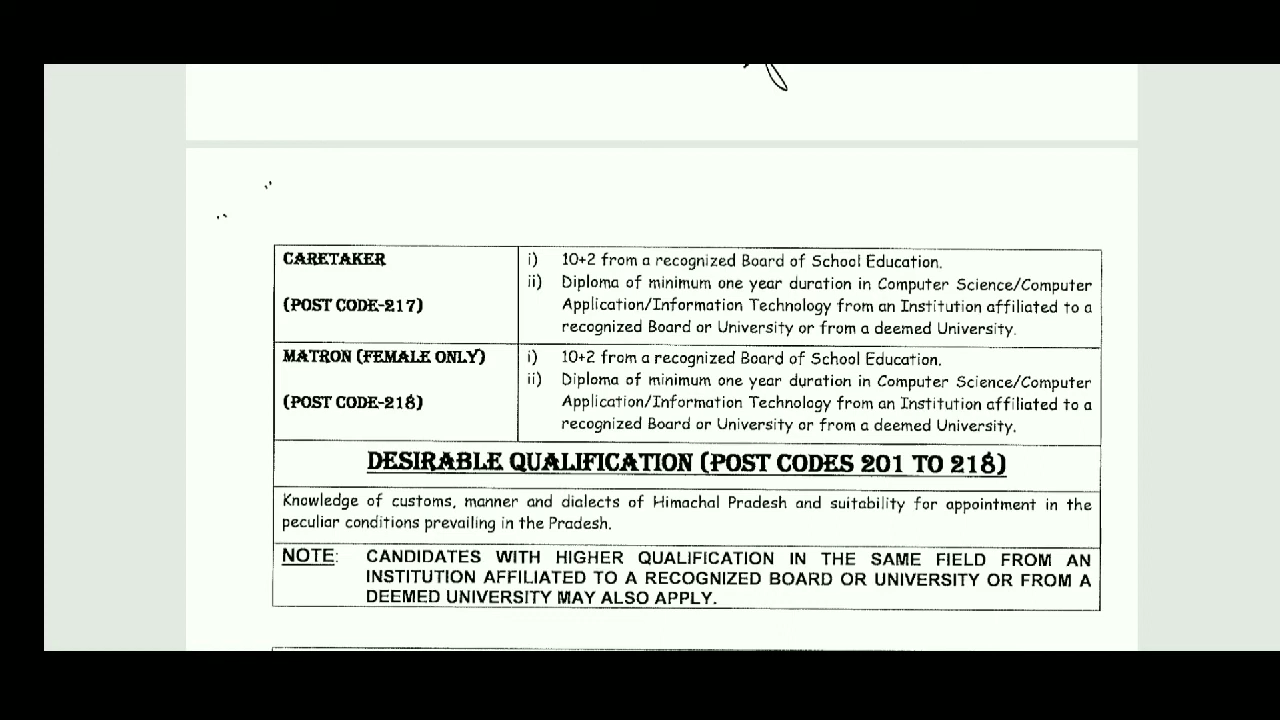 CARETAKER
(POST CODE-217)
i) 10+2 from a recognized Board of School Education.
ii) Diploma of minimum one year duration in Computer Science/Computer
Application/Information Technology from an Institution affiliated to a
recognized Board or University or from a deemed University.
MATRON (FEMALE ONLY)
(POST CODE-218)
i) 10+2 from a recognized Board of School Education.
ii) Diploma of minimum one year duration in Computer Science/Computer
Application/Information Technology from an Institution affiliated to a
recognized Board or University or from a deemed University.
DESIRABLE QUALIFICATION (POST CODES 201 TO 218)
Knowledge of customs, manner and dialects of Himachal Pradesh and suitability for appointment in the
peculiar conditions prevailing in the Pradesh.
NOTE: CANDIDATES WITH HIGHER QUALIFICATION IN THE SAME FIELD FROM AN
INSTITUTION AFFILIATED TO A RECOGNIZED BOARD OR UNIVERSITY OR FROM A
DEEMED UNIVERSITY MAY ALSO APPLY.